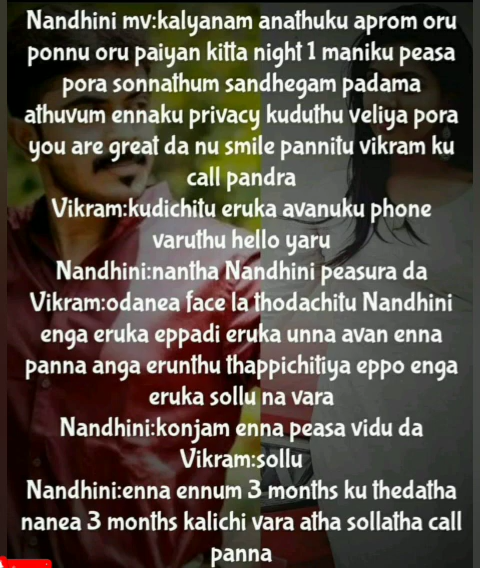 Nandhini mv:kalyanam anathuku aprom oru
ponnu oru paiyan kitta night 1 maniku peasa
pora sonnathum sandhegam padama
athuvum ennaku privacy kuduthu veliya pora
you are great da nu smile pannitu vikram ku
call pandra
Vikram:kudichitu eruka avanuku phone
varuthu hello yaru
Nandhini:nantha Nandhini peasura da
Vikram:odanea face la thodachitu Nandhini
enga eruka eppadi eruka unna avan enna
panna anga erunthu thappichitiya eppo enga
eruka sollu na vara
Nandhini:konjam enna peasa vidu da
Vikram:sollu
Nandhini:enna ennum 3 months ku thedatha
nanea 3 months kalichi vara atha sollatha call
panna